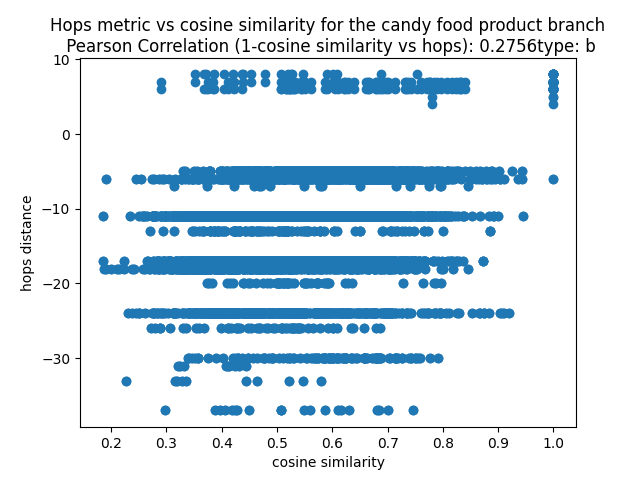 Hops metric vs cosine similarity for the candy food product branch
Pearson Correlation (1-cosine similarity vs hops): 0.2756type: b
10
0
−10
−20
−30
hops distance
0.2 0.3 0.4 0.5 0.6 0.7 0.8 0.9 1.0
cosine similarity